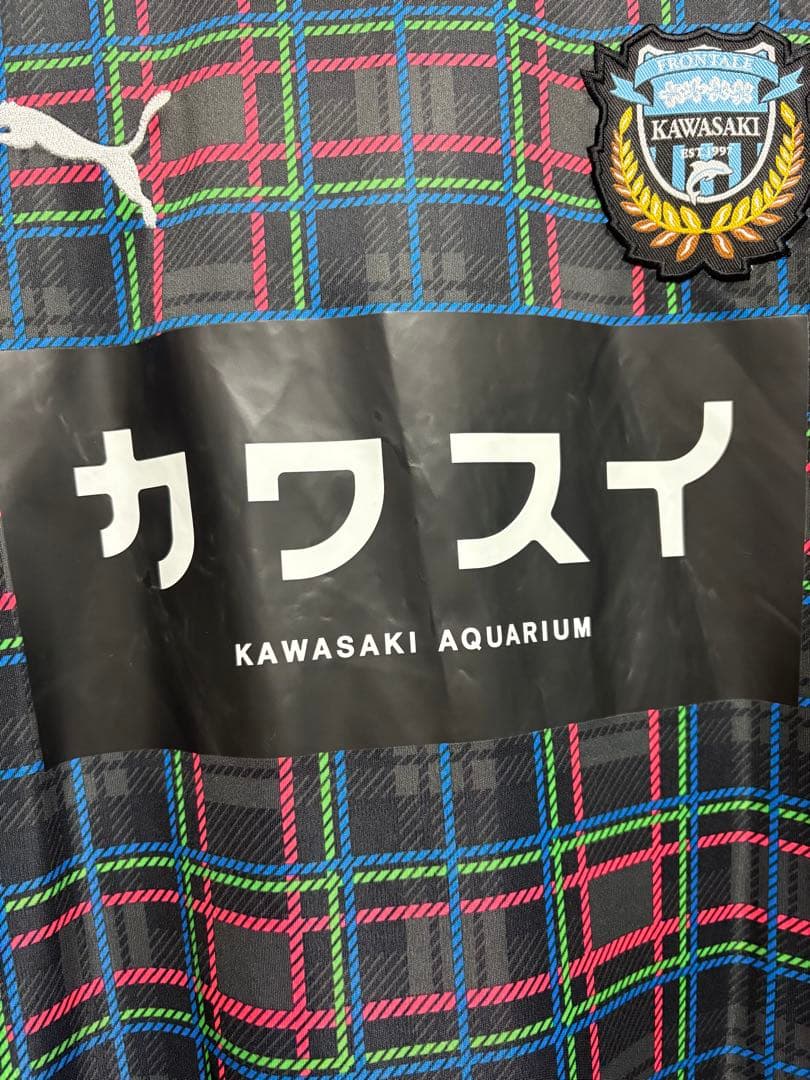 FRONTALE
KAWASAKI
EST 1997
カワスイ
KAWASAKI AQUARIUM